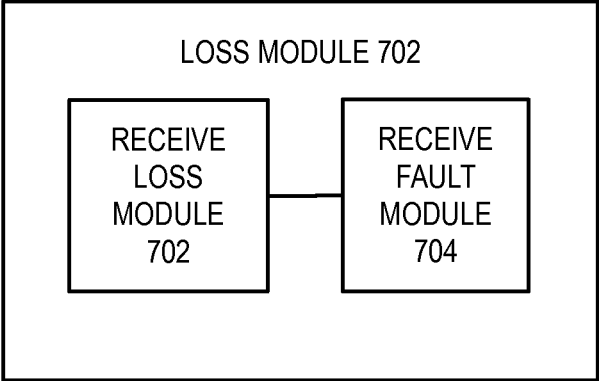 LOSS MODULE 702
RECEIVE
LOSS
MODULE
702
RECEIVE
FAULT
MODULE
704